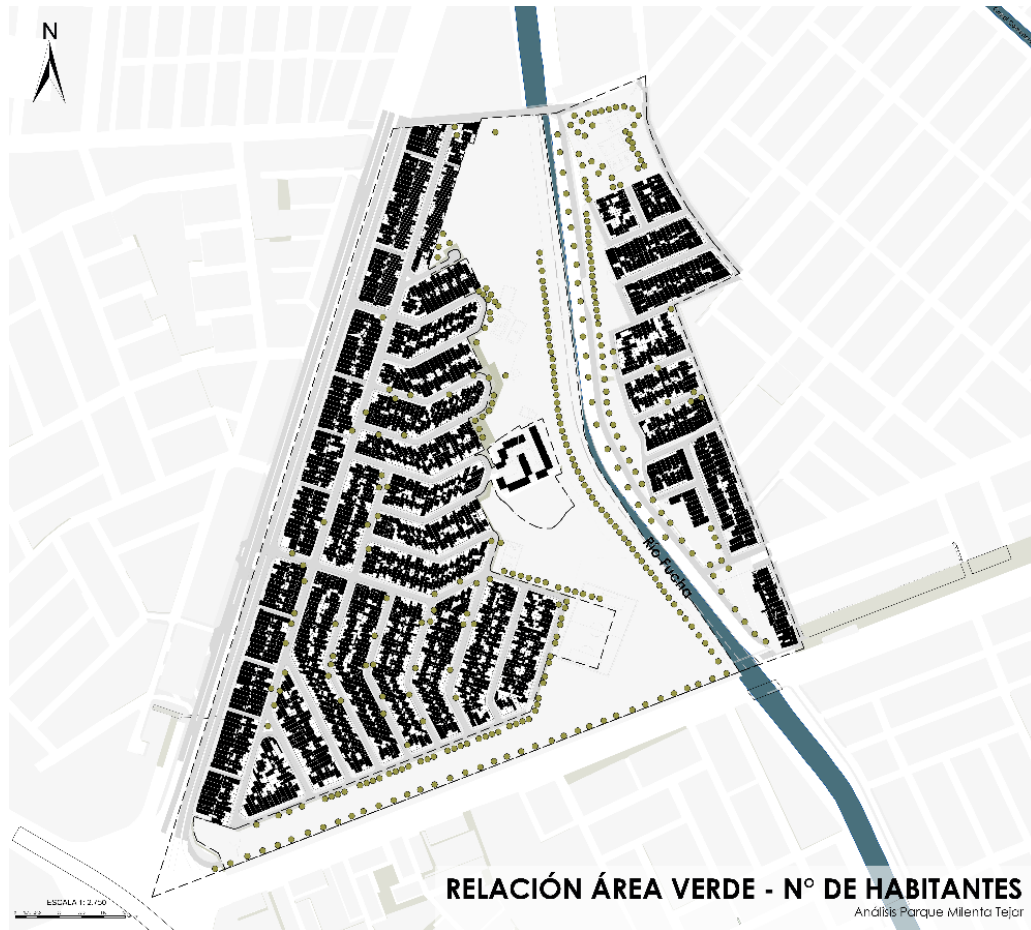 N
Río Fucha
ESCALA 1: 2.750
RELACIÓN ÁREA VERDE - N° DE HABITANTES
Análisis Parque Milenta Tejar